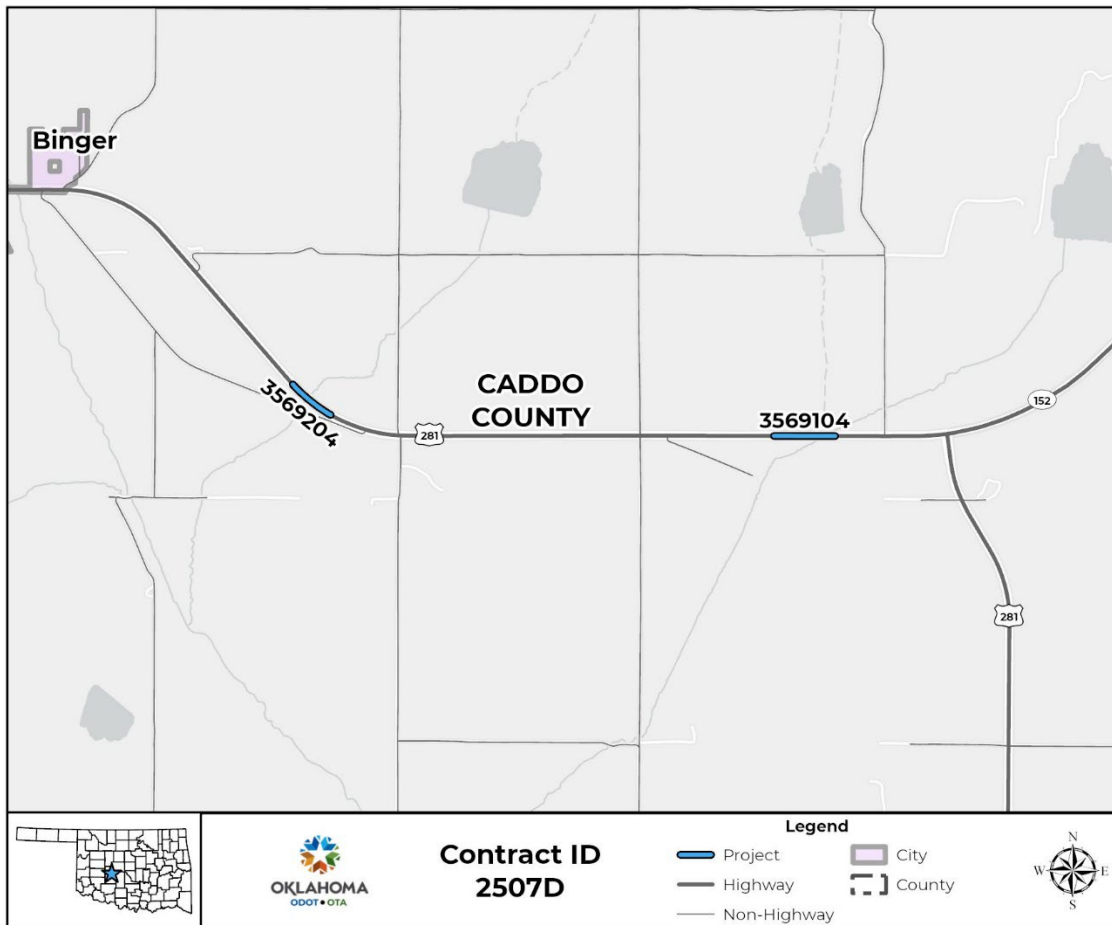 Binger
3569204
CADDO
COUNTY
281
3569104
152
281
OKLAHOMA
ODOT • OTA
Contract ID
2507D
Legend
Project
City
Highway
County
Non-Highway
N
W
E
S